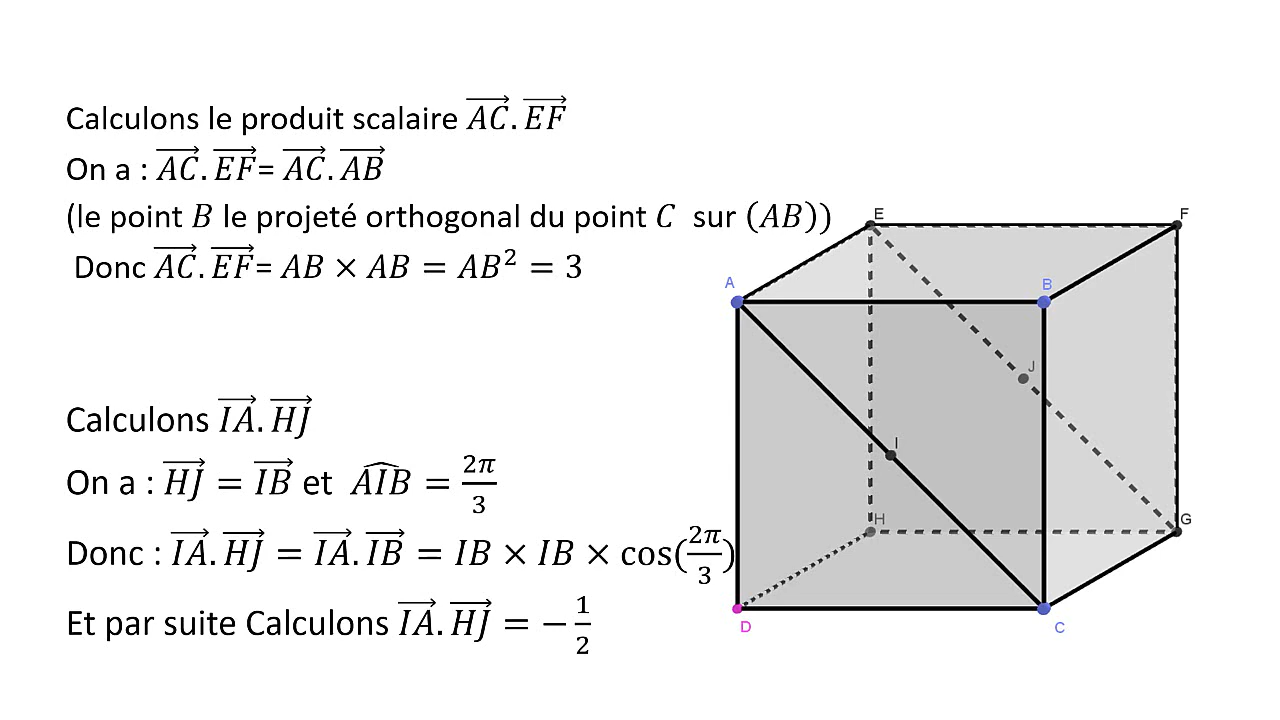 Calculons le produit scalaire $\overrightarrow{AC}.\overrightarrow{EF}$
On a : $\overrightarrow{AC}.\overrightarrow{EF}= \overrightarrow{AC}.\overrightarrow{AB}$
(le point $B$ le projeté orthogonal du point $C$ sur $(AB)$)
Donc $\overrightarrow{AC}.\overrightarrow{EF}= AB \times AB = AB^2 = 3$
Calculons $\overrightarrow{IA}.\overrightarrow{HJ}$
On a : $\overrightarrow{HJ} = \overrightarrow{IB}$ et $\widehat{AIB} = \frac{2\pi}{3}$
Donc : $\overrightarrow{IA}.\overrightarrow{HJ} = \overrightarrow{IA}.\overrightarrow{IB} = IB \times IB \times \cos(\frac{2\pi}{3})$
Et par suite Calculons $\overrightarrow{IA}.\overrightarrow{HJ} = -\frac{1}{2}$
E
F
A
B
J
I
H
G
D
C